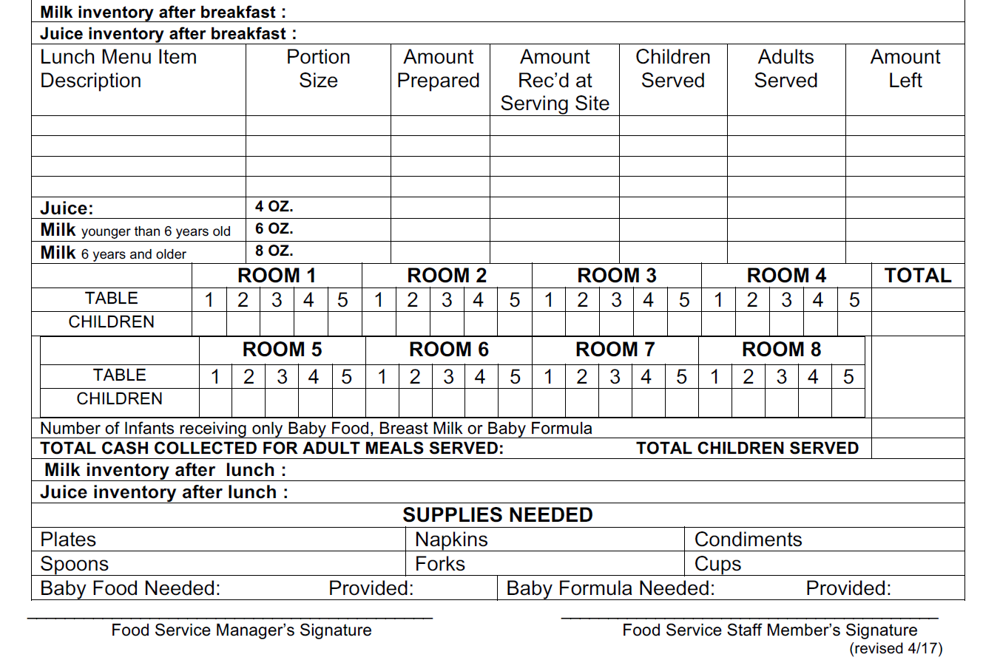 Milk inventory after breakfast :
Juice inventory after breakfast :
Lunch Menu Item Description Portion Size Amount Prepared Amount Rec’d at Serving Site Children Served Adults Served Amount Left
Juice: 4 OZ.
Milk younger than 6 years old 6 OZ.
Milk 6 years and older 8 OZ.
ROOM 1 ROOM 2 ROOM 3 ROOM 4 TOTAL
TABLE 1 2 3 4 5 1 2 3 4 5 1 2 3 4 5 1 2 3 4 5
CHILDREN
ROOM 5 ROOM 6 ROOM 7 ROOM 8
TABLE 1 2 3 4 5 1 2 3 4 5 1 2 3 4 5 1 2 3 4 5
CHILDREN
Number of Infants receiving only Baby Food, Breast Milk or Baby Formula
TOTAL CASH COLLECTED FOR ADULT MEALS SERVED: TOTAL CHILDREN SERVED
Milk inventory after lunch :
Juice inventory after lunch :
SUPPLIES NEEDED
Plates Napkins Condiments
Spoons Forks Cups
Baby Food Needed: Provided: Baby Formula Needed: Provided:
Food Service Manager’s Signature Food Service Staff Member’s Signature
(revised 4/17)